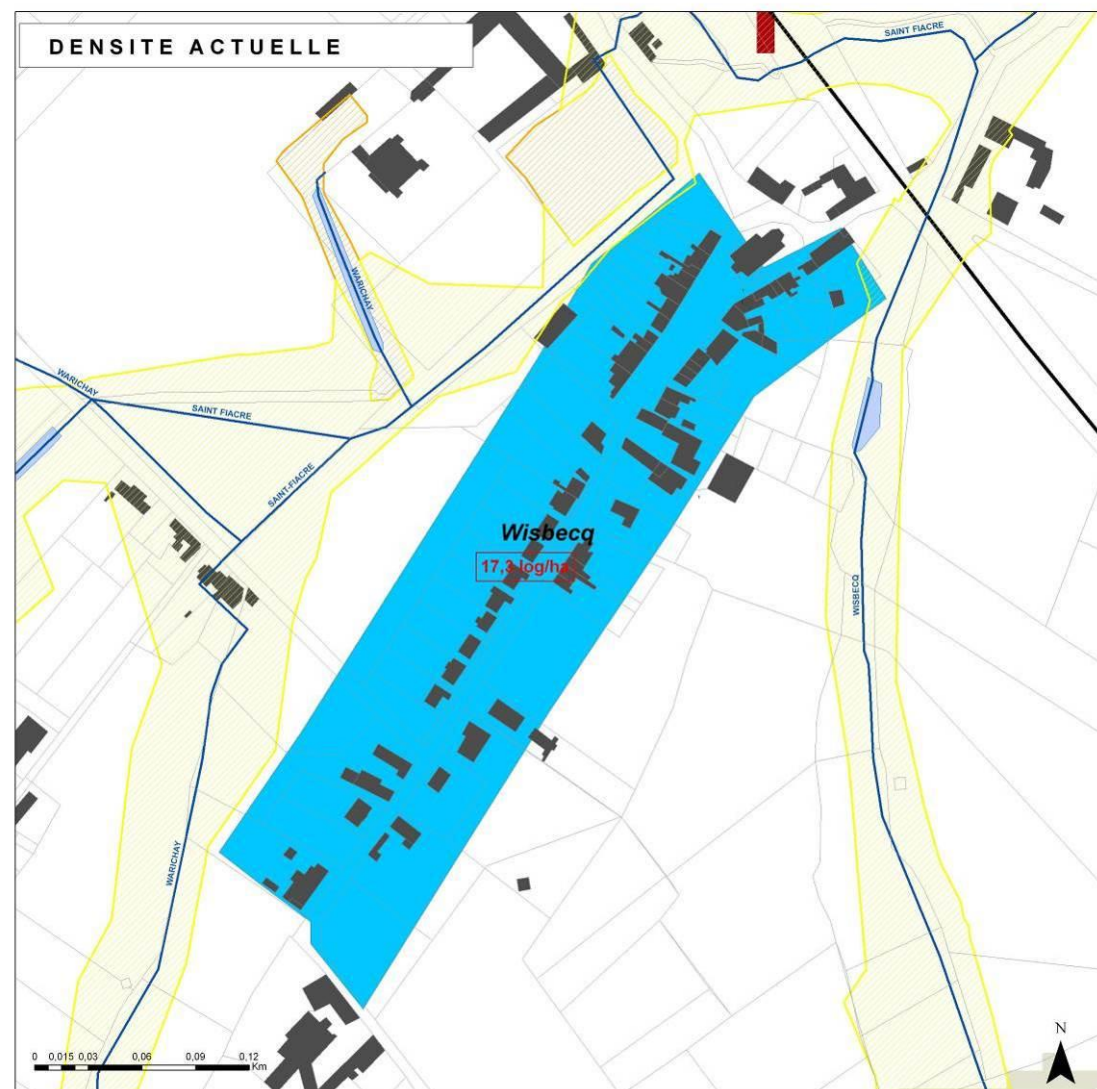 DENSITE ACTUELLE
SAINT FIACRE
WARICHAY
WARICHAY
SAINT FIACRE
SAINT-FIACRE
Wisbecq
17,3 log/ha
WISBECQ
WARICHAY
N
0 0,015 0,03 0,06 0,09 0,12
Km